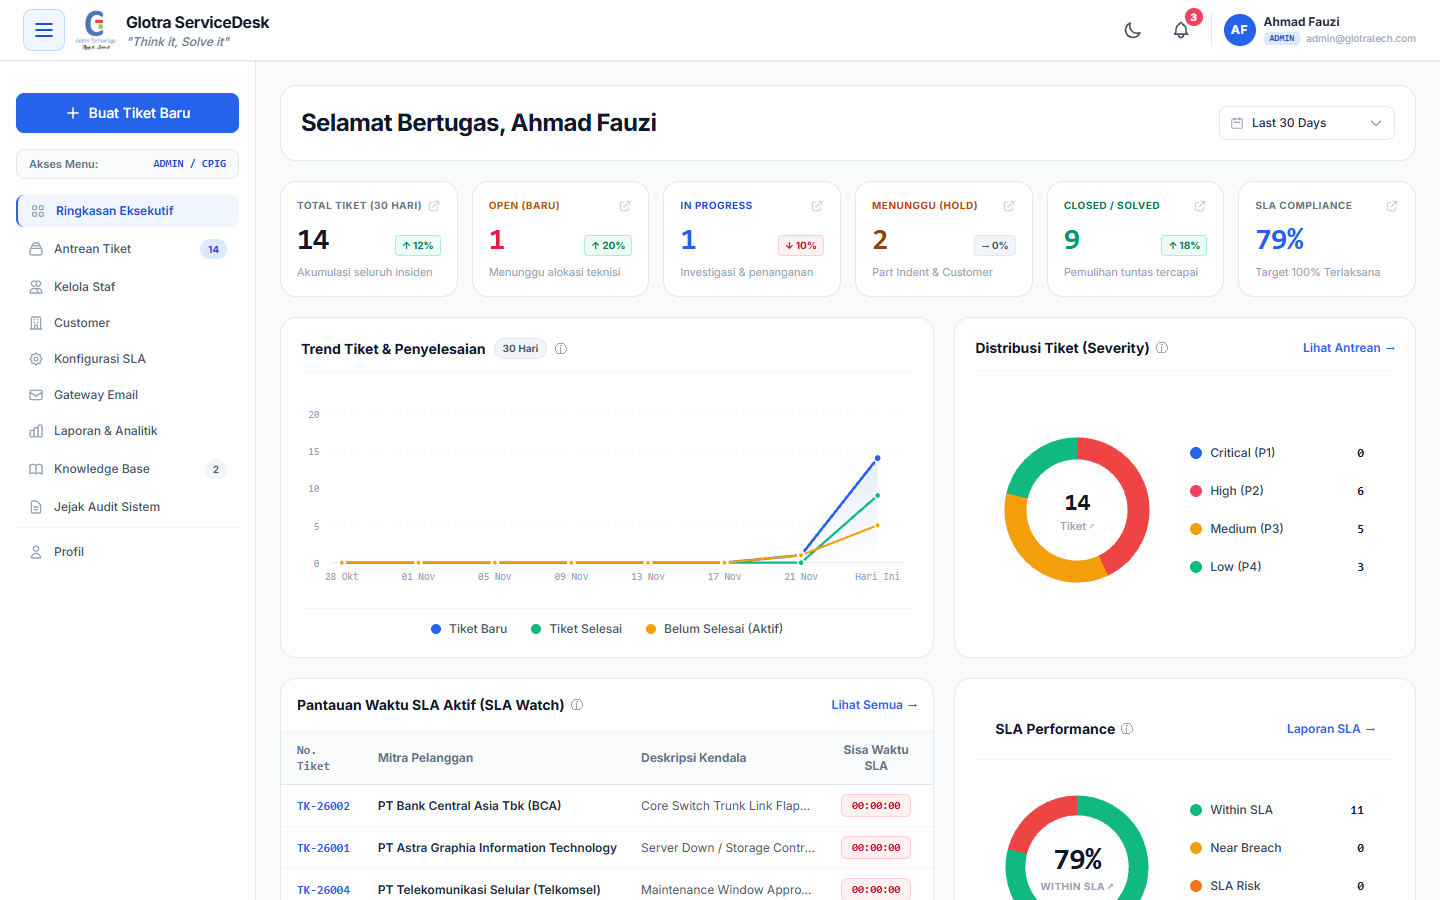 Glotra ServiceDesk
"Think it, Solve it"
3
AF
Ahmad Fauzi
ADMIN
admin@glotratech.com
Buat Tiket Baru
Akses Menu:
ADMIN / CPIG
Ringkasan Eksekutif
Antrean Tiket
14
Kelola Staf
Customer
Konfigurasi SLA
Gateway Email
Laporan & Analitik
Knowledge Base
2
Jejak Audit Sistem
Profil
Selamat Bertugas, Ahmad Fauzi
Last 30 Days
TOTAL TIKET (30 HARI)
14
↑ 12%
Akumulasi seluruh insiden
OPEN (BARU)
1
↑ 20%
Menunggu alokasi teknisi
IN PROGRESS
1
↓ 10%
Investigasi & penanganan
MENUNGGU (HOLD)
2
→ 0%
Part Indent & Customer
CLOSED / SOLVED
9
↑ 18%
Pemulihan tuntas tercapai
SLA COMPLIANCE
79%
Target 100% Terlaksana
Trend Tiket & Penyelesaian
30 Hari
20
15
10
5
0
28 Okt
01 Nov
05 Nov
09 Nov
13 Nov
17 Nov
21 Nov
Hari Ini
Tiket Baru
Tiket Selesai
Belum Selesai (Aktif)
Distribusi Tiket (Severity)
Lihat Antrean →
14
Tiket ↗
Critical (P1)
0
High (P2)
6
Medium (P3)
5
Low (P4)
3
Pantauan Waktu SLA Aktif (SLA Watch)
Lihat Semua →
No. Tiket
Mitra Pelanggan
Deskripsi Kendala
Sisa Waktu SLA
TK-26002
PT Bank Central Asia Tbk (BCA)
Core Switch Trunk Link Flap...
00:00:00
TK-26001
PT Astra Graphia Information Technology
Server Down / Storage Contr...
00:00:00
TK-26004
PT Telekomunikasi Selular (Telkomsel)
Maintenance Window Appro...
00:00:00
SLA Performance
Laporan SLA →
79%
WITHIN SLA ↗
Within SLA
11
Near Breach
0
SLA Risk
0